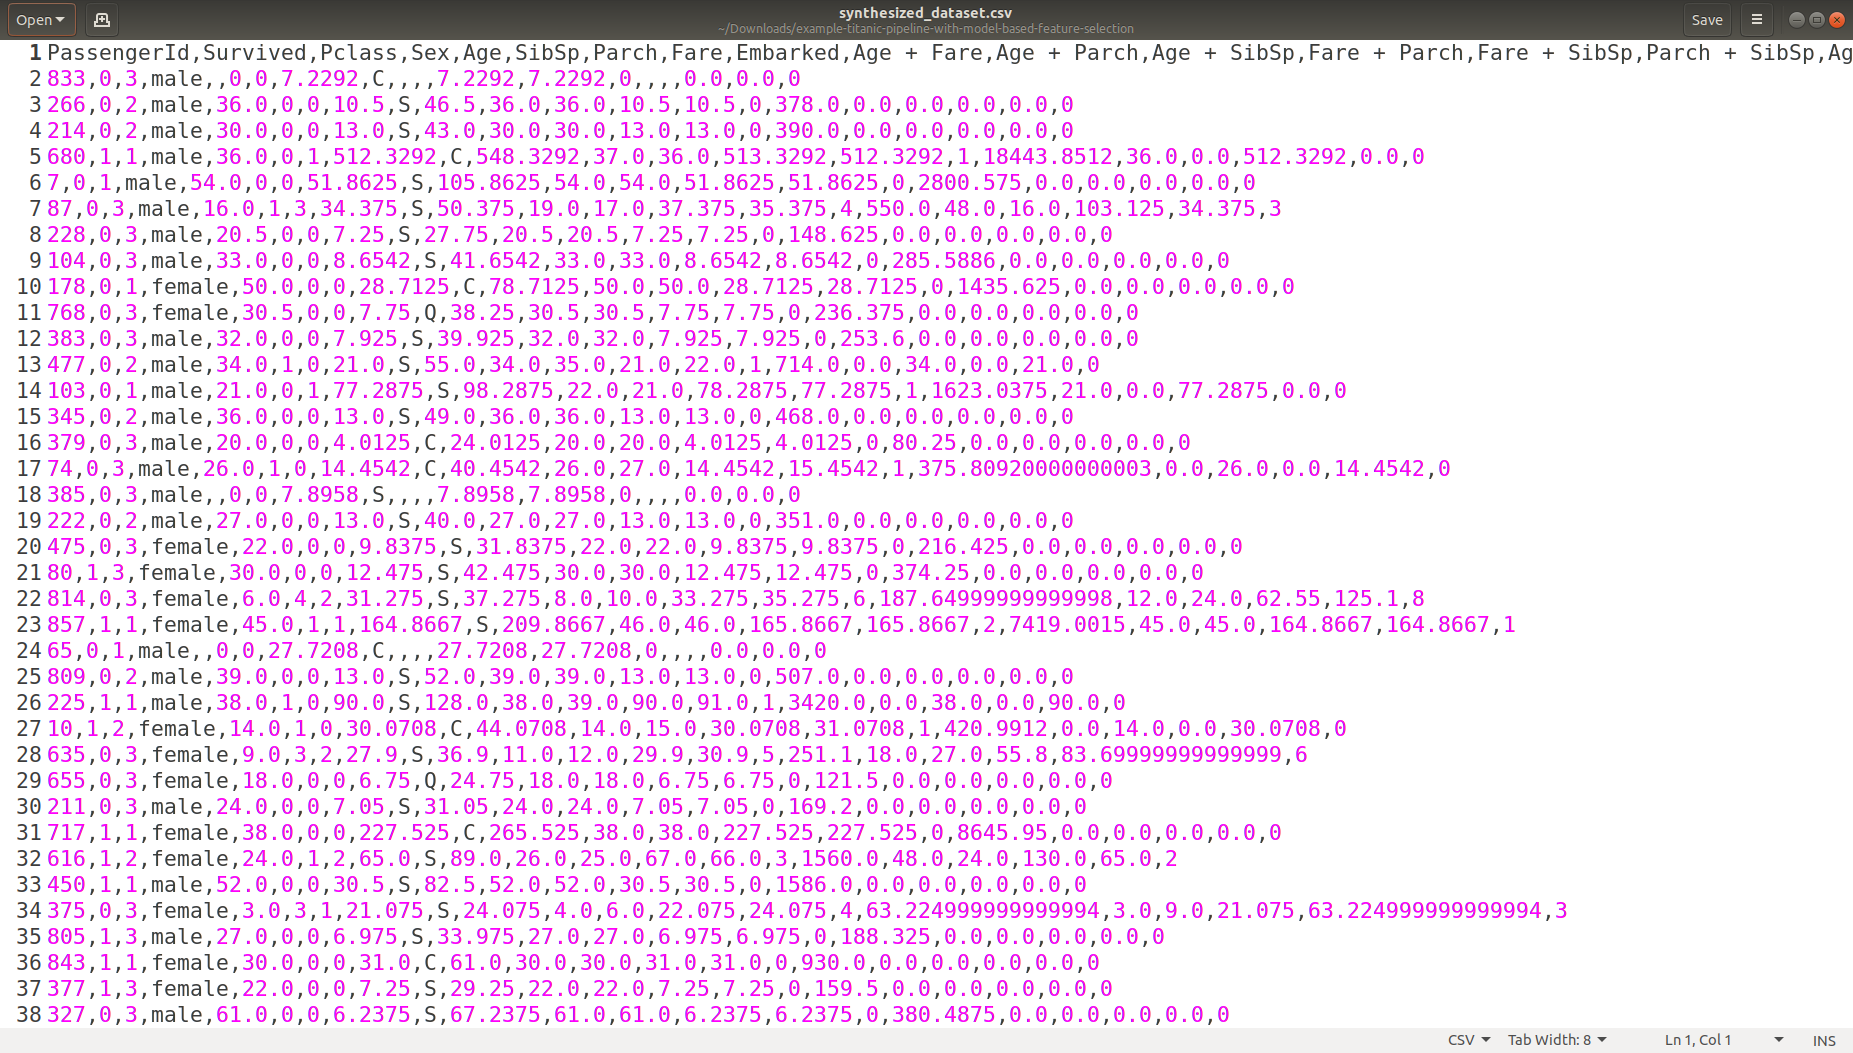 Open
synthesized_dataset.csv
~/Downloads/example-titanic-pipeline-with-model-based-feature-selection
Save
1 PassengerId,Survived,Pclass,Sex,Age,SibSp,Parch,Fare,Embarked,Age + Fare,Age + Parch,Age + SibSp,Fare + Parch,Fare + SibSp,Parch + SibSp,Ag
2 833,0,3,male,,0,0,7.2292,C,,,,7.2292,7.2292,0,,,,0.0,0.0,0
3 266,0,2,male,36.0,0,0,10.5,S,46.5,36.0,36.0,10.5,10.5,0,378.0,0.0,0.0,0.0,0.0,0
4 214,0,2,male,30.0,0,0,13.0,S,43.0,30.0,30.0,13.0,13.0,0,390.0,0.0,0.0,0.0,0.0,0
5 680,1,1,male,36.0,0,1,512.3292,C,548.3292,37.0,36.0,513.3292,512.3292,1,18443.8512,36.0,0.0,512.3292,0.0,0
6 7,0,1,male,54.0,0,0,51.8625,S,105.8625,54.0,54.0,51.8625,51.8625,0,2800.575,0.0,0.0,0.0,0.0,0
7 87,0,3,male,16.0,1,3,34.375,S,50.375,19.0,17.0,37.375,35.375,4,550.0,48.0,16.0,103.125,34.375,3
8 228,0,3,male,20.5,0,0,7.25,S,27.75,20.5,20.5,7.25,7.25,0,148.625,0.0,0.0,0.0,0.0,0
9 104,0,3,male,33.0,0,0,8.6542,S,41.6542,33.0,33.0,8.6542,8.6542,0,285.5886,0.0,0.0,0.0,0.0,0
10 178,0,1,female,50.0,0,0,28.7125,C,78.7125,50.0,50.0,28.7125,28.7125,0,1435.625,0.0,0.0,0.0,0.0,0
11 768,0,3,female,30.5,0,0,7.75,Q,38.25,30.5,30.5,7.75,7.75,0,236.375,0.0,0.0,0.0,0.0,0
12 383,0,3,male,32.0,0,0,7.925,S,39.925,32.0,32.0,7.925,7.925,0,253.6,0.0,0.0,0.0,0.0,0
13 477,0,2,male,34.0,1,0,21.0,S,55.0,34.0,35.0,21.0,22.0,1,714.0,0.0,34.0,0.0,21.0,0
14 103,0,1,male,21.0,0,1,77.2875,S,98.2875,22.0,21.0,78.2875,77.2875,1,1623.0375,21.0,0.0,77.2875,0.0,0
15 345,0,2,male,36.0,0,0,13.0,S,49.0,36.0,36.0,13.0,13.0,0,468.0,0.0,0.0,0.0,0.0,0
16 379,0,3,male,20.0,0,0,4.0125,C,24.0125,20.0,20.0,4.0125,4.0125,0,80.25,0.0,0.0,0.0,0.0,0
17 74,0,3,male,26.0,1,0,14.4542,C,40.4542,26.0,27.0,14.4542,15.4542,1,375.80920000000003,0.0,26.0,0.0,14.4542,0
18 385,0,3,male,,0,0,7.8958,S,,,,7.8958,7.8958,0,,,,0.0,0.0,0
19 222,0,2,male,27.0,0,0,13.0,S,40.0,27.0,27.0,13.0,13.0,0,351.0,0.0,0.0,0.0,0.0,0
20 475,0,3,female,22.0,0,0,9.8375,S,31.8375,22.0,22.0,9.8375,9.8375,0,216.425,0.0,0.0,0.0,0.0,0
21 80,1,3,female,30.0,0,0,12.475,S,42.475,30.0,30.0,12.475,12.475,0,374.25,0.0,0.0,0.0,0.0,0
22 814,0,3,female,6.0,4,2,31.275,S,37.275,8.0,10.0,33.275,35.275,6,187.64999999999998,12.0,24.0,62.55,125.1,8
23 857,1,1,female,45.0,1,1,164.8667,S,209.8667,46.0,46.0,165.8667,165.8667,2,7419.0015,45.0,45.0,164.8667,164.8667,1
24 65,0,1,male,,0,0,27.7208,C,,,,27.7208,27.7208,0,,,,0.0,0.0,0
25 809,0,2,male,39.0,0,0,13.0,S,52.0,39.0,39.0,13.0,13.0,0,507.0,0.0,0.0,0.0,0.0,0
26 225,1,1,male,38.0,1,0,90.0,S,128.0,38.0,39.0,90.0,91.0,1,3420.0,0.0,38.0,0.0,90.0,0
27 10,1,2,female,14.0,1,0,30.0708,C,44.0708,14.0,15.0,30.0708,31.0708,1,420.9912,0.0,14.0,0.0,30.0708,0
28 635,0,3,female,9.0,3,2,27.9,S,36.9,11.0,12.0,29.9,30.9,5,251.1,18.0,27.0,55.8,83.69999999999999,6
29 655,0,3,female,18.0,0,0,6.75,Q,24.75,18.0,18.0,6.75,6.75,0,121.5,0.0,0.0,0.0,0.0,0
30 211,0,3,male,24.0,0,0,7.05,S,31.05,24.0,24.0,7.05,7.05,0,169.2,0.0,0.0,0.0,0.0,0
31 717,1,1,female,38.0,0,0,227.525,C,265.525,38.0,38.0,227.525,227.525,0,8645.95,0.0,0.0,0.0,0.0,0
32 616,1,2,female,24.0,1,2,65.0,S,89.0,26.0,25.0,67.0,66.0,3,1560.0,48.0,24.0,130.0,65.0,2
33 450,1,1,male,52.0,0,0,30.5,S,82.5,52.0,52.0,30.5,30.5,0,1586.0,0.0,0.0,0.0,0.0,0
34 375,0,3,female,3.0,3,1,21.075,S,24.075,4.0,6.0,22.075,24.075,4,63.224999999999994,3.0,9.0,21.075,63.224999999999994,3
35 805,1,3,male,27.0,0,0,6.975,S,33.975,27.0,27.0,6.975,6.975,0,188.325,0.0,0.0,0.0,0.0,0
36 843,1,1,female,30.0,0,0,31.0,C,61.0,30.0,30.0,31.0,31.0,0,930.0,0.0,0.0,0.0,0.0,0
37 377,1,3,female,22.0,0,0,7.25,S,29.25,22.0,22.0,7.25,7.25,0,159.5,0.0,0.0,0.0,0.0,0
38 327,0,3,male,61.0,0,0,6.2375,S,67.2375,61.0,61.0,6.2375,6.2375,0,380.4875,0.0,0.0,0.0,0.0,0
CSV Tab Width: 8 Ln 1, Col 1 INS